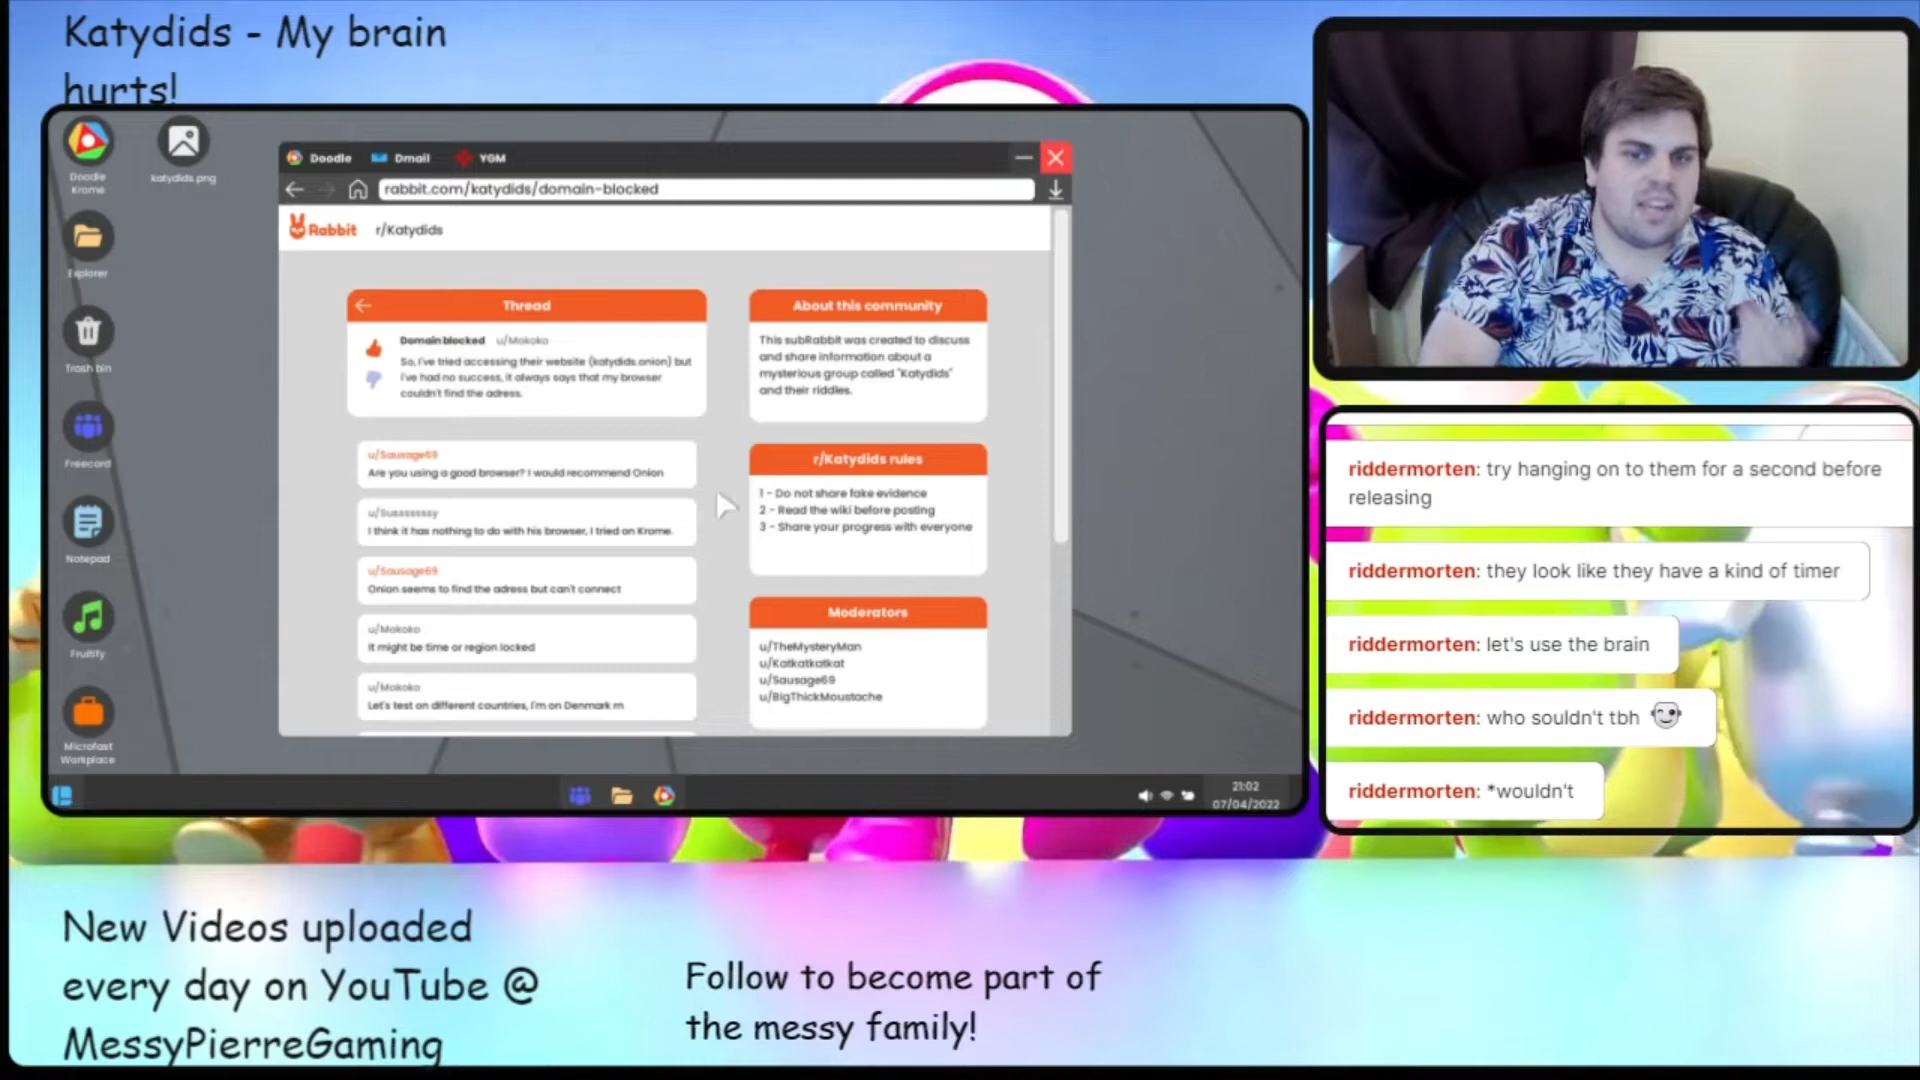 Katydids - My brain
hurts!
Doodle
Krome
katydids.png
Explorer
Trash bin
Freecord
Notepad
Fruitify
Microfast
Workplace
Doodle Dmail YGM
rabbit.com/katydids/domain-blocked
Rabbit r/Katydids
Thread
Domain blocked u/Mokoko
So, I've tried accessing their website (katydids.onion) but
I've had no success, it always says that my browser
couldn't find the adress.
u/Sausage69
Are you using a good browser? I would recommend Onion
u/Sussssssy
I think it has nothing to do with his browser, I tried on Krome.
u/Sausage69
Onion seems to find the adress but can't connect
u/Mokoko
It might be time or region locked
u/Mokoko
Let's test on different countries, I'm on Denmark rn
About this community
This subRabbit was created to discuss
and share information about a
mysterious group called "Katydids"
and their riddles.
r/Katydids rules
1 - Do not share fake evidence
2 - Read the wiki before posting
3 - Share your progress with everyone
Moderators
u/TheMysteryMan
u/Katkatkatkat
u/Sausage69
u/BigThickMoustache
21:02
07/04/2022
riddermorten: try hanging on to them for a second before
releasing
riddermorten: they look like they have a kind of timer
riddermorten: let's use the brain
riddermorten: who souldn't tbh
riddermorten: *wouldn't
New Videos uploaded
every day on YouTube @
MessyPierreGaming
Follow to become part of
the messy family!